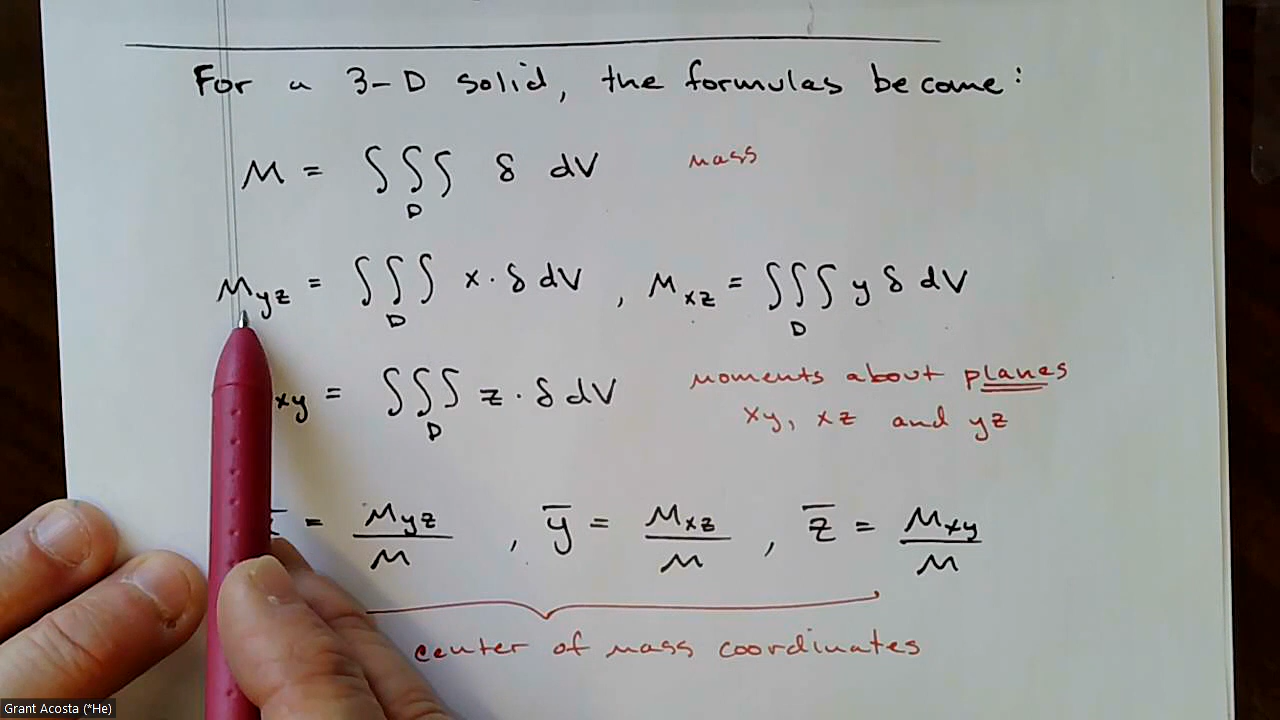 For a 3-D solid, the formulas become:
M = ∫∫∫_D δ dV mass
M_yz = ∫∫∫_D x · δ dV , M_xz = ∫∫∫_D y δ dV
xy = ∫∫∫_D z · δ dV moments about planes
xy, xz and yz
= M_yz / M , y̅ = M_xz / M , z̅ = M_xy / M
center of mass coordinates
Grant Acosta (*He)